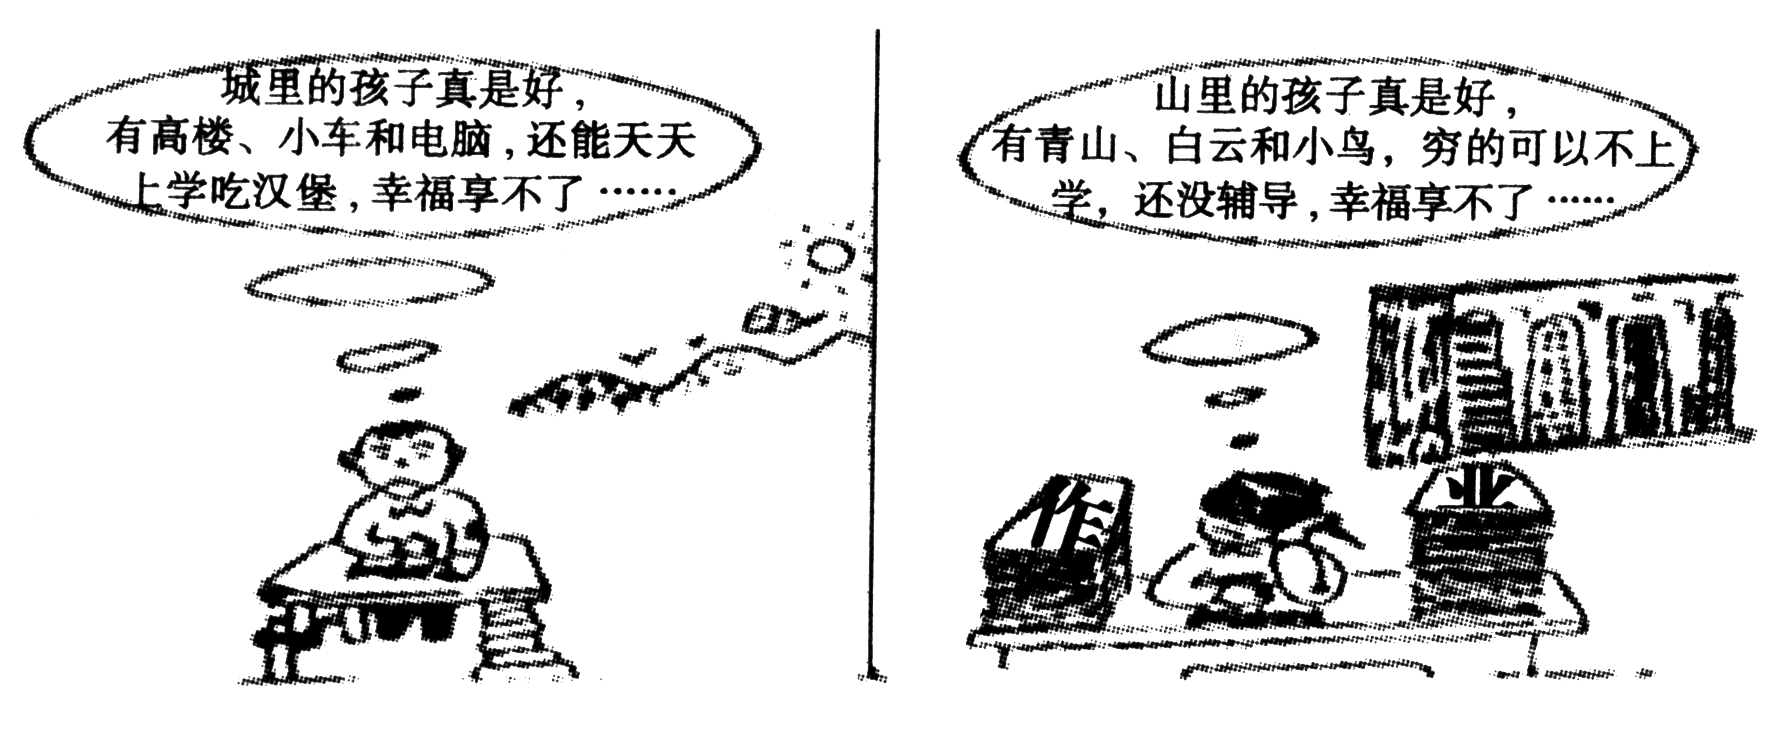 城里的孩子真是好，
有高楼、小车和电脑，还能天天
上学吃汉堡，幸福享不了……
山里的孩子真是好，
有青山、白云和小鸟，穷的可以不上
学，还没辅导，幸福享不了……
作
业